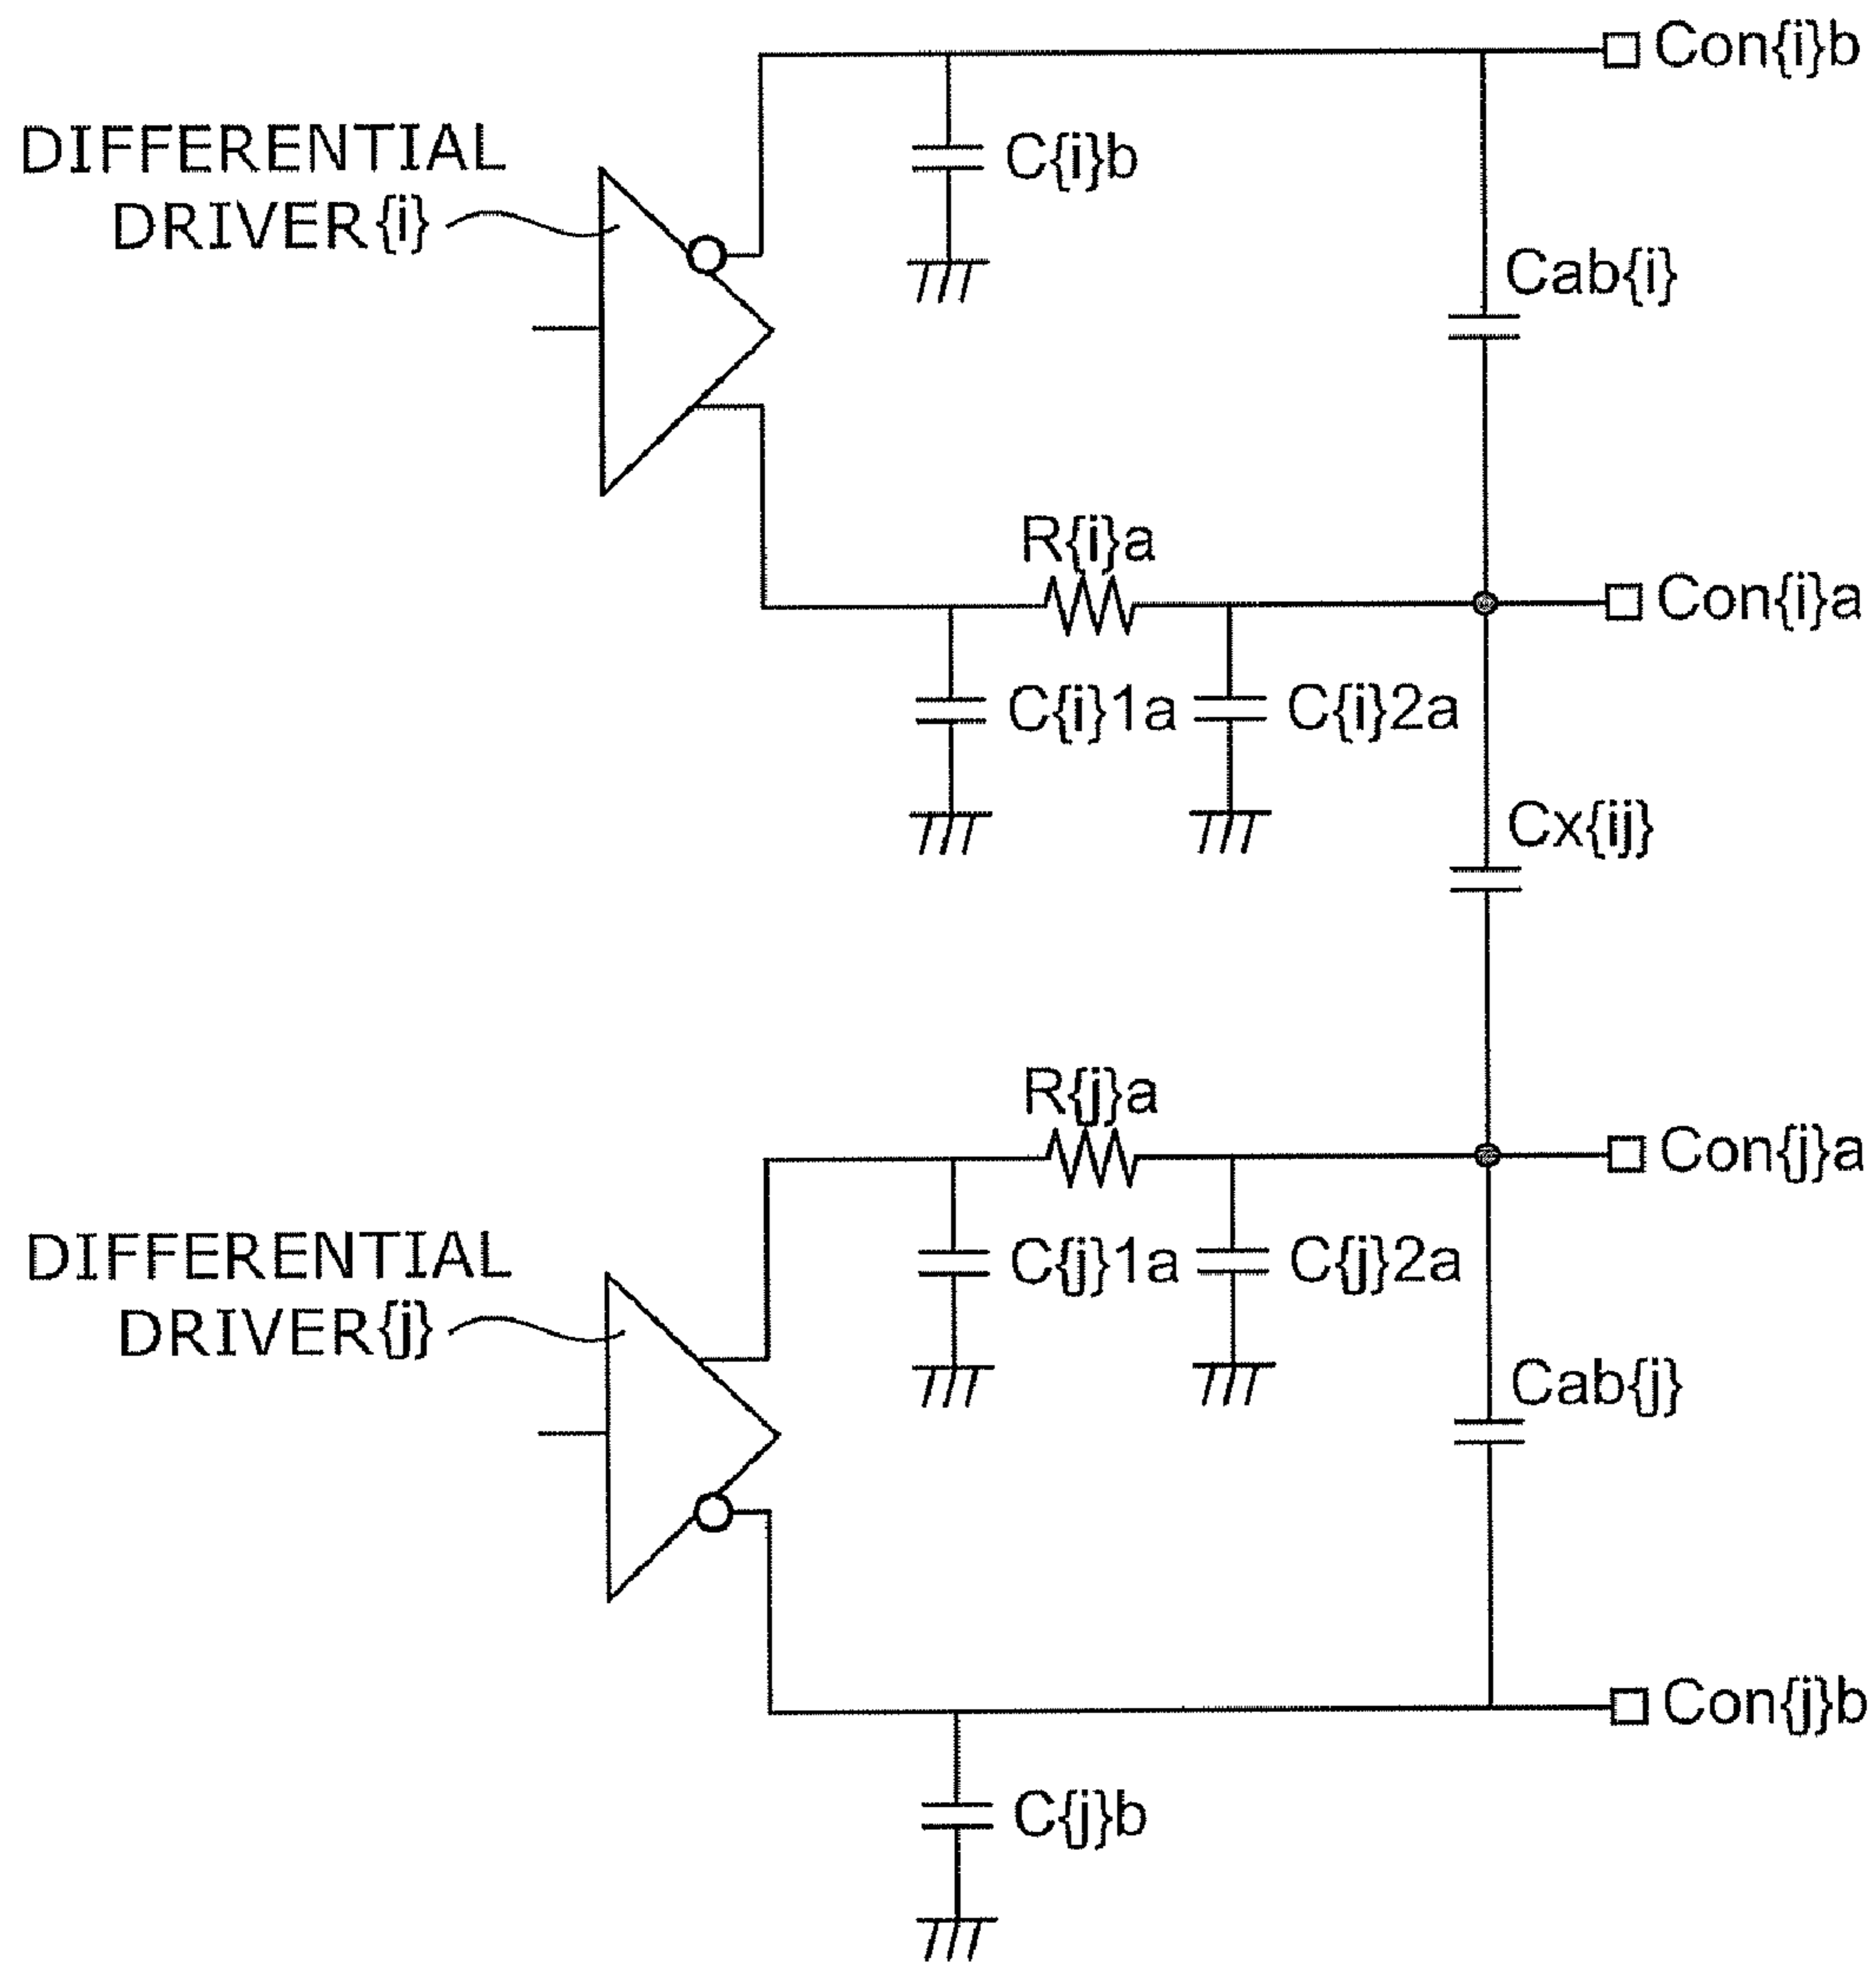 Con{i}b
DIFFERENTIAL
DRIVER{i}
C{i}b
Cab{i}
R{i}a
Con{i}a
C{i}1a
C{i}2a
Cx{ij}
R{j}a
Con{j}a
DIFFERENTIAL
DRIVER{j}
C{j}1a
C{j}2a
Cab{j}
Con{j}b
C{j}b